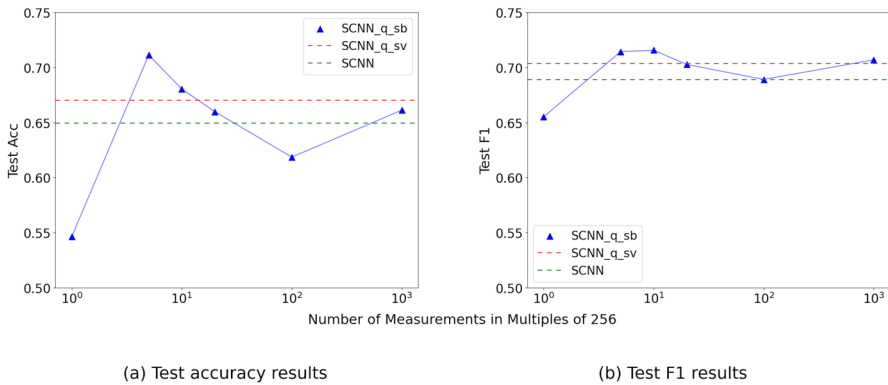 0.75
0.70
0.65
0.60
0.55
0.50
Test Acc
SCNN_q_sb
SCNN_q_sv
SCNN
10⁰
10¹
10²
10³
0.75
0.70
0.65
0.60
0.55
0.50
Test F1
SCNN_q_sb
SCNN_q_sv
SCNN
10⁰
10¹
10²
10³
Number of Measurements in Multiples of 256
(a) Test accuracy results
(b) Test F1 results